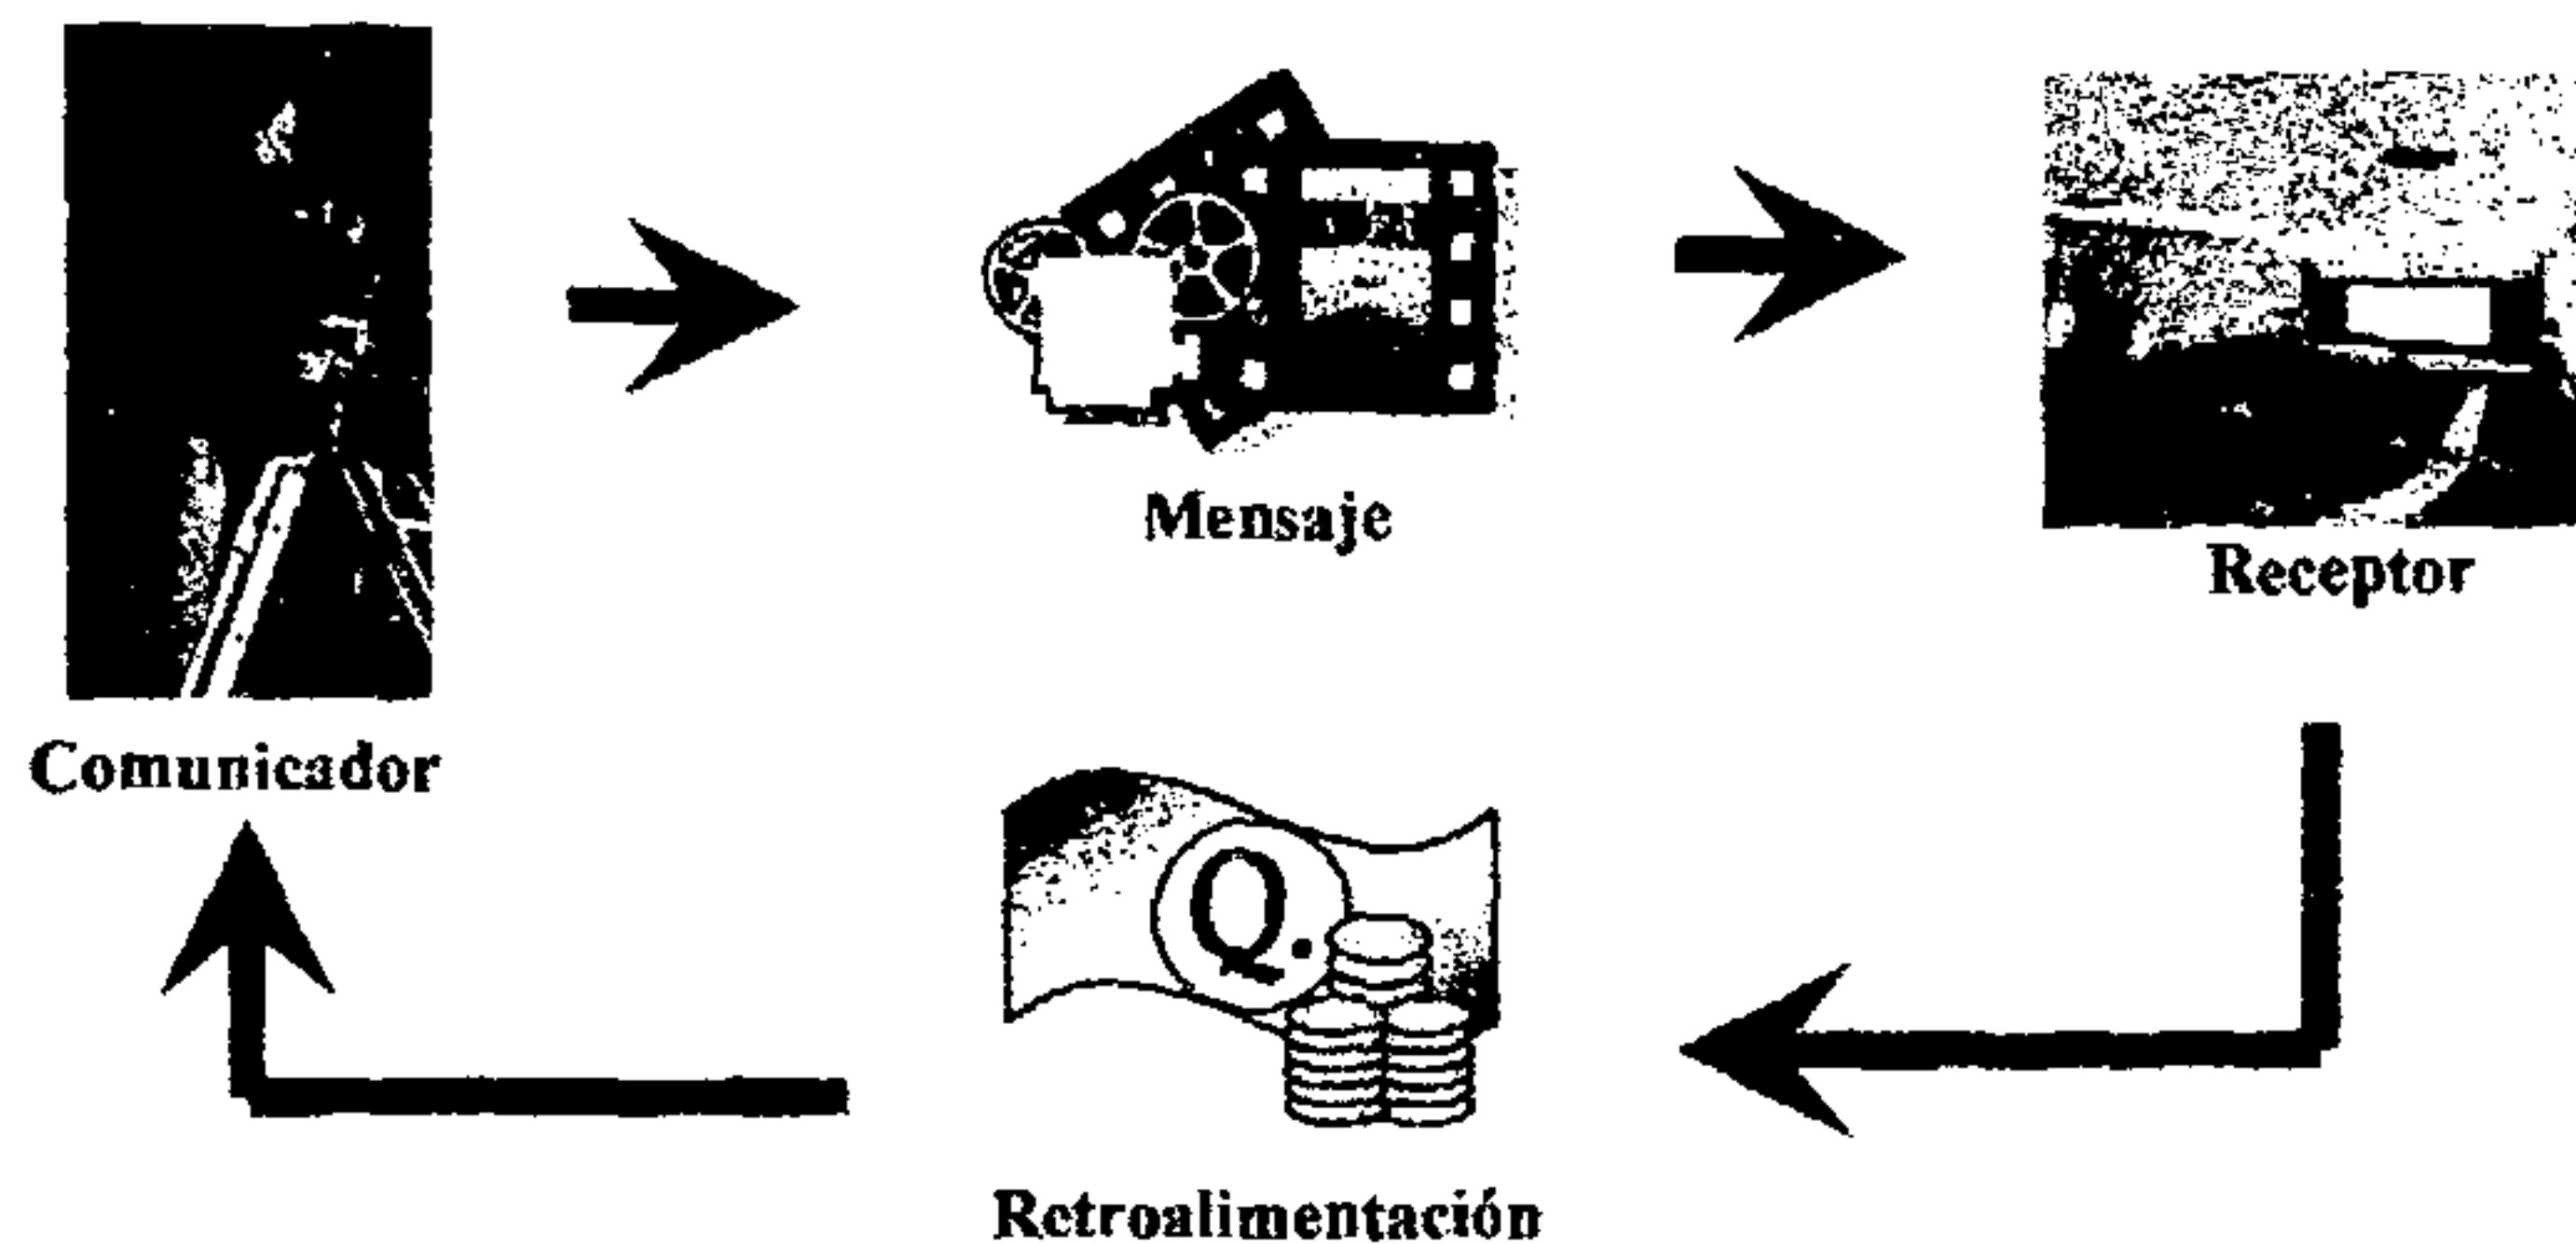 Mensaje
Receptor
Comunicador
Q.
Retroalimentación